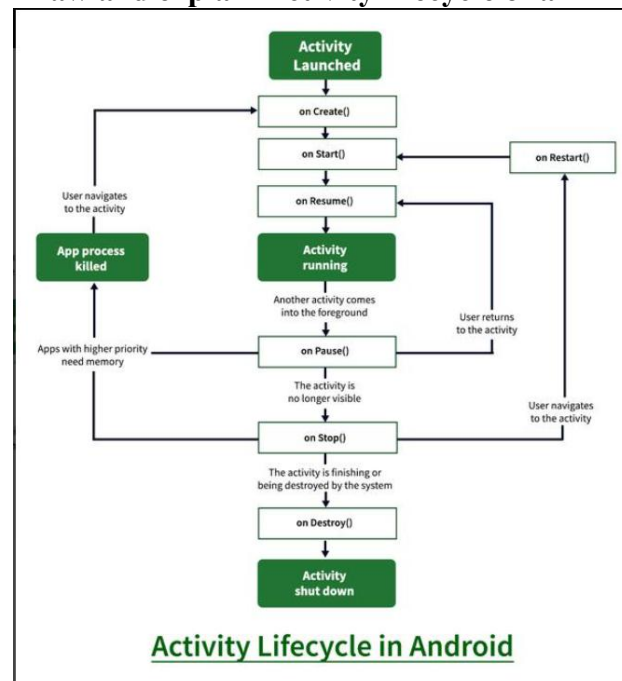 Activity
Launched
on Create()
on Start()
on Restart()
on Resume()
User navigates
to the activity
App process
killed
Activity
running
Another activity comes
into the foreground
User returns
to the activity
Apps with higher priority
need memory
on Pause()
The activity is
no longer visible
User navigates
to the activity
on Stop()
The activity is finishing or
being destroyed by the system
on Destroy()
Activity
shut down
Activity Lifecycle in Android